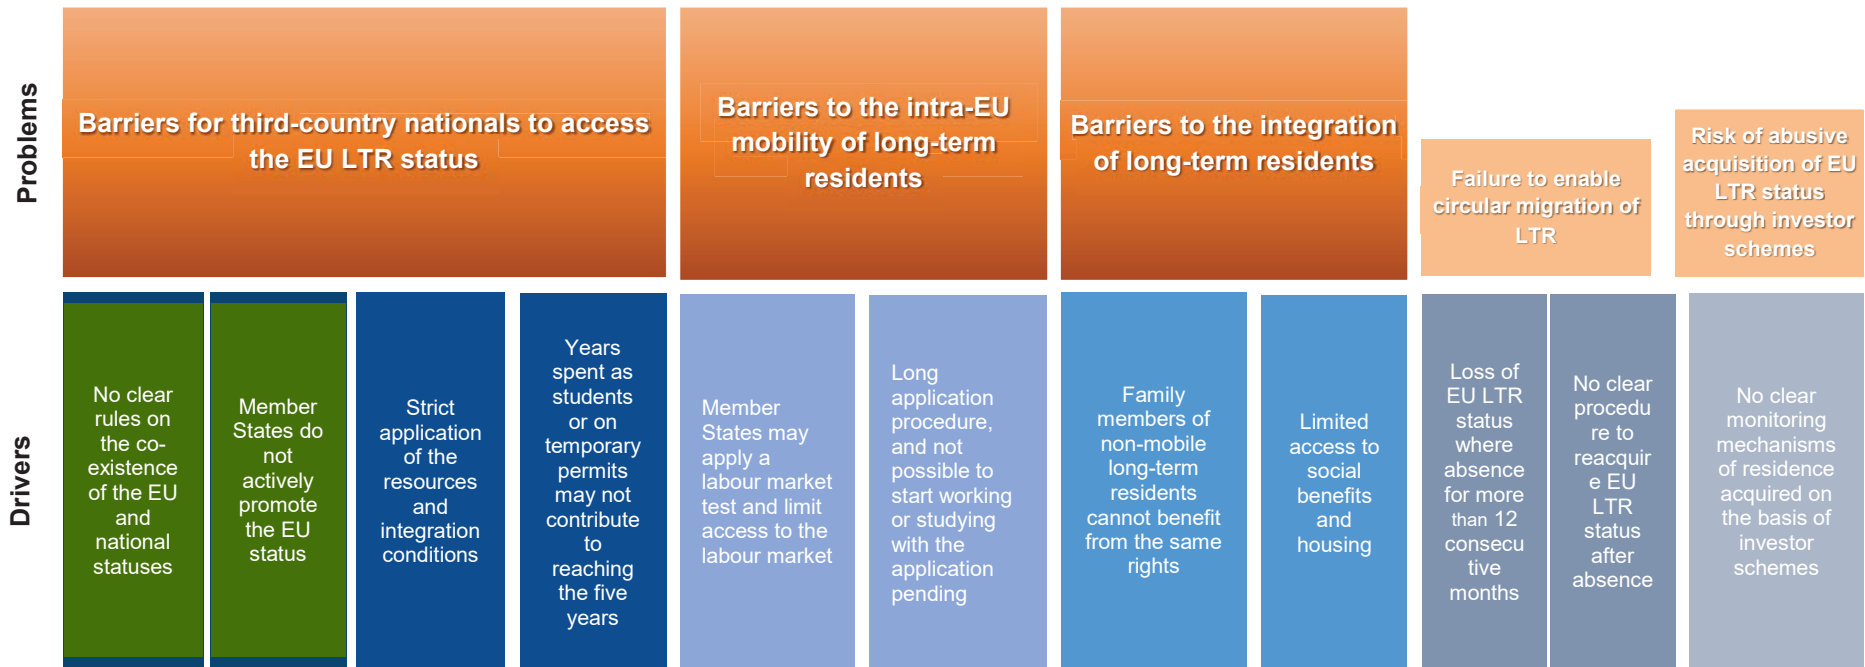 Problems
Barriers for third-country nationals to access
the EU LTR status
Barriers to the intra-EU
mobility of long-term
residents
Barriers to the integration
of long-term residents
Failure to enable
circular migration of
LTR
Risk of abusive
acquisition of EU
LTR status
through investor
schemes
Drivers
No clear
rules on
the co-
existence
of the EU
and
national
statuses
Member
States do
not
actively
promote
the EU
status
Strict
application
of the
resources
and
integration
conditions
Years
spent as
students
or on
temporary
permits
may not
contribute
to
reaching
the five
years
Member
States may
apply a
labour market
test and limit
access to the
labour market
Long
application
procedure,
and not
possible to
start working
or studying
with the
application
pending
Family
members of
non-mobile
long-term
residents
cannot benefit
from the same
rights
Limited
access to
social
benefits
and
housing
Loss of
EU LTR
status
where
absence
for more
than 12
consecu
tive
months
No clear
procedu
re to
reacquir
e EU
LTR
status
after
absence
No clear
monitoring
mechanisms
of residence
acquired on
the basis of
investor
schemes